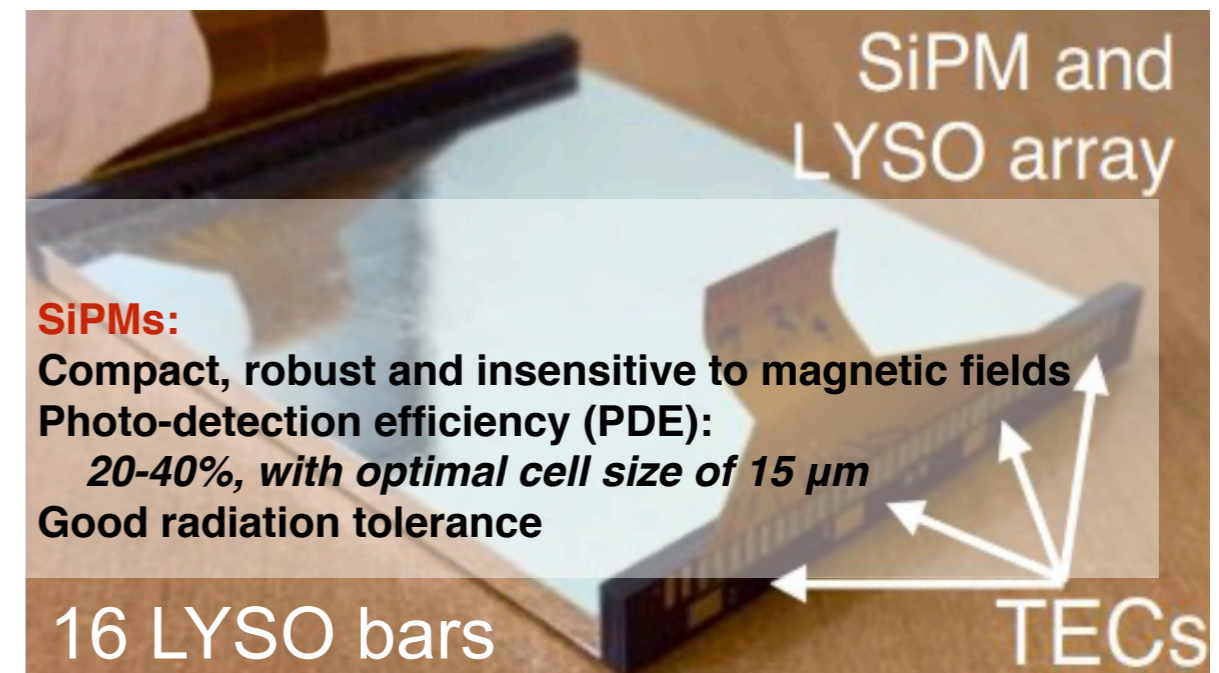 SiPM and
LYSO array
SiPMs:
Compact, robust and insensitive to magnetic fields
Photo-detection efficiency (PDE):
20-40%, with optimal cell size of 15 µm
Good radiation tolerance
16 LYSO bars
TECs